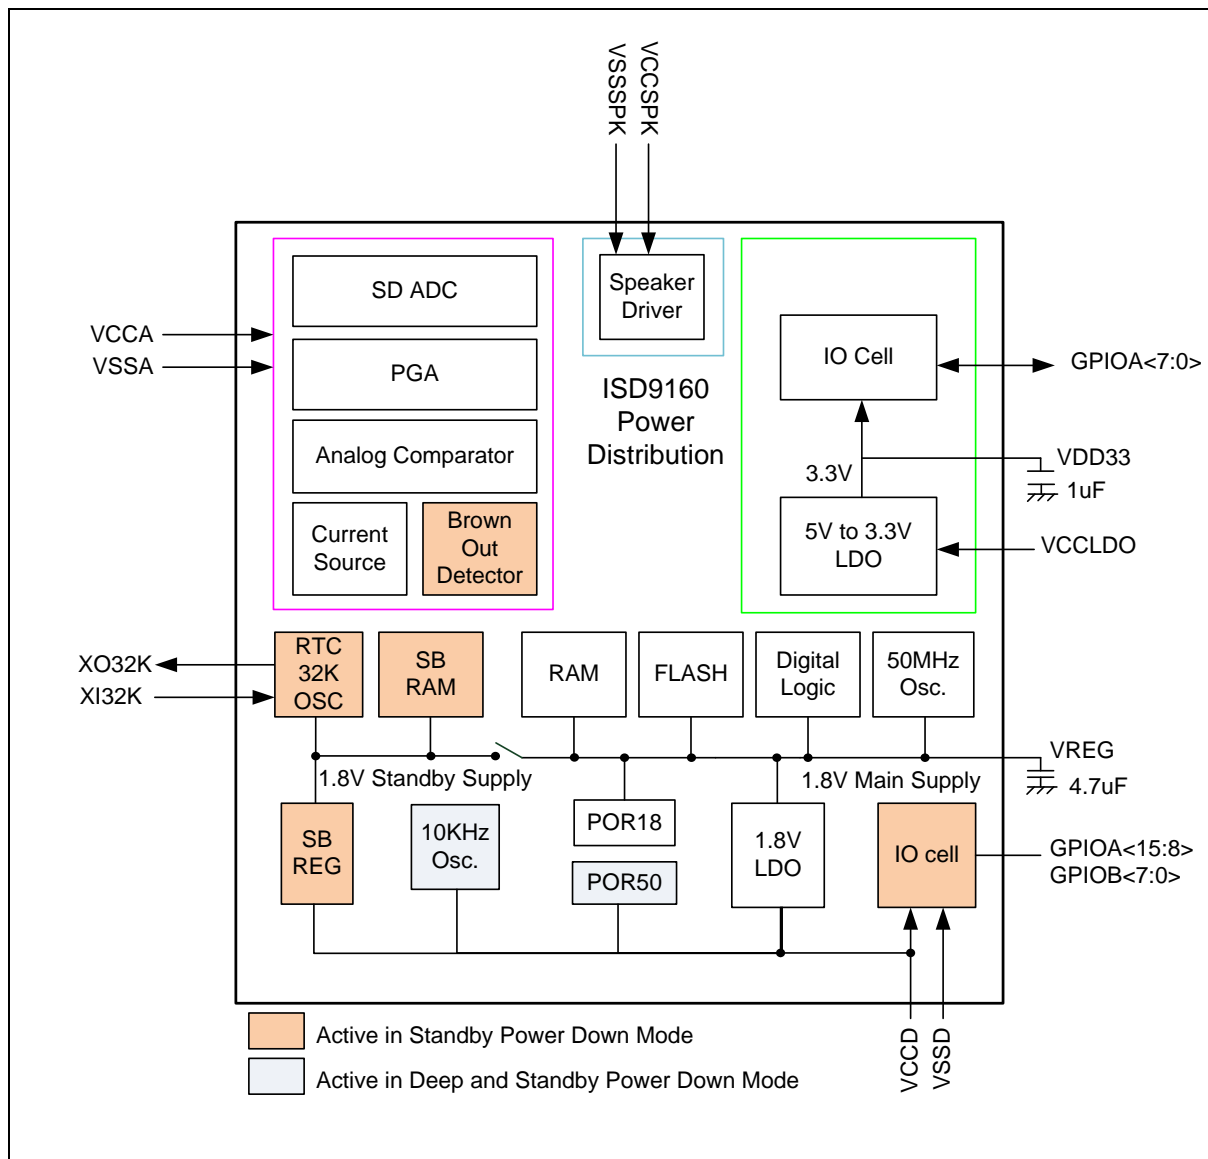 VSSSPK
VCCSPK
SD ADC
Speaker
Driver
VCCA
VSSA
PGA
IO Cell
GPIOA<7:0>
ISD9160
Power
Distribution
Analog Comparator
3.3V
VDD33
1uF
Current
Source
Brown
Out
Detector
5V to 3.3V
LDO
VCCLDO
XO32K
XI32K
RTC
32K
OSC
SB
RAM
RAM
FLASH
Digital
Logic
50MHz
Osc.
VREG
1.8V Standby Supply
1.8V Main Supply
4.7uF
SB
REG
10KHz
Osc.
POR18
POR50
1.8V
LDO
IO cell
GPIOA<15:8>
GPIOB<7:0>
VCCD
VSSD
Active in Standby Power Down Mode
Active in Deep and Standby Power Down Mode